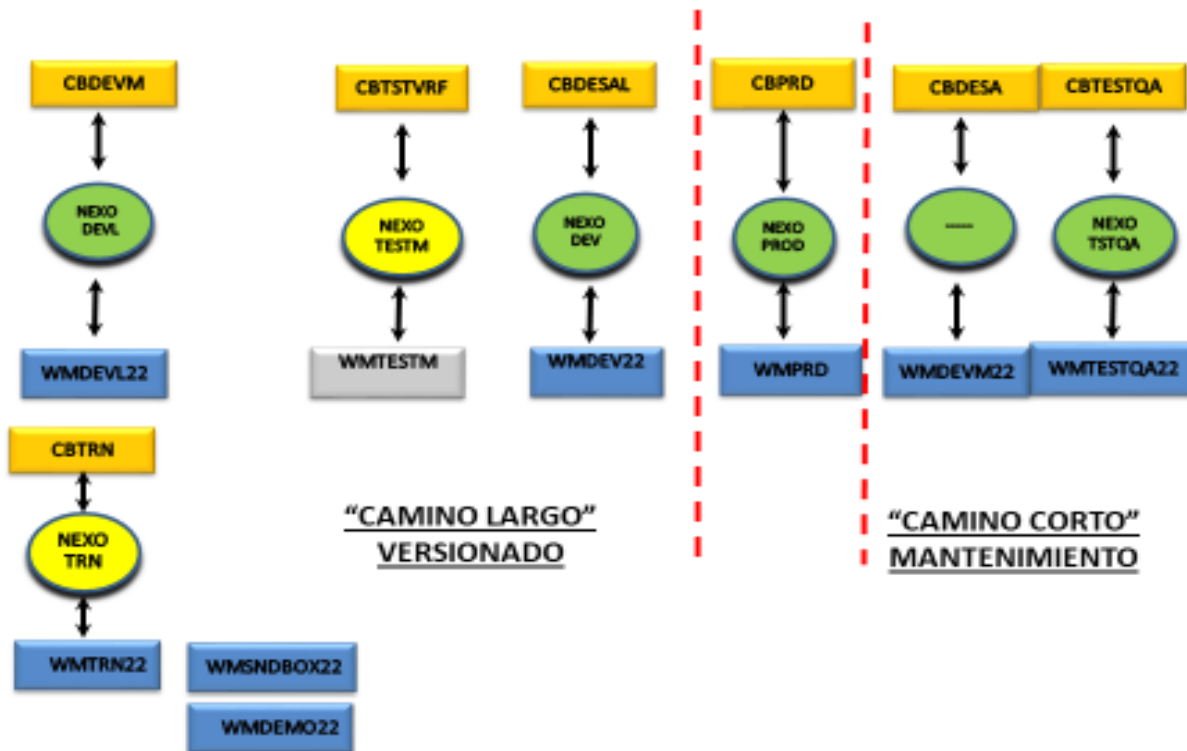 CBDEVM
CBTSTVRF
CBDESAL
CBPRD
CBDESA
CBTESTQA
NEXO
DEVL
NEXO
TESTM
NEXO
DEV
NEXO
PROD
-----
NEXO
TSTQA
WMDEVL22
WMTESTM
WMDEV22
WMPRD
WMDEVM22
WMTESTQA22
CBTRN
NEXO
TRN
WMTRN22
WMSNDBOX22
WMDEMO22
“CAMINO LARGO”
VERSIONADO
“CAMINO CORTO”
MANTENIMIENTO